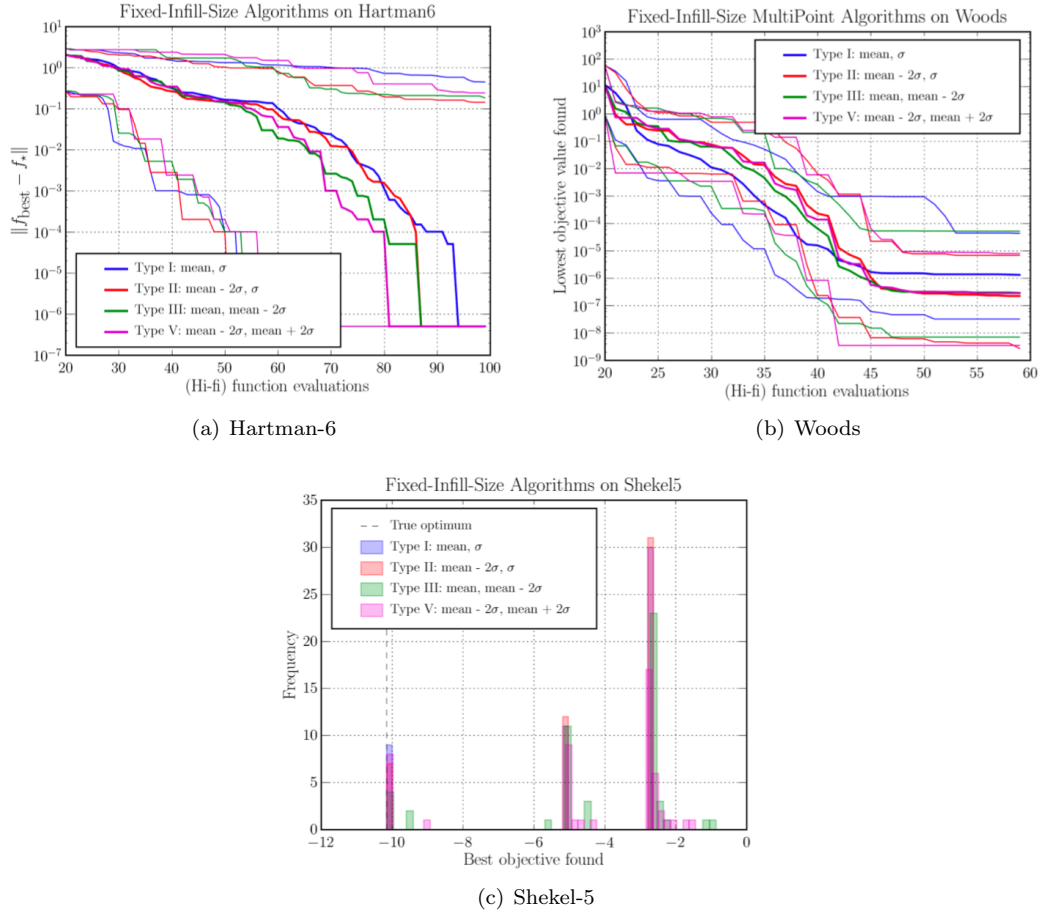 Fixed-Infill-Size Algorithms on Hartman6
‖f_best − f_⋆‖
10^1
10^0
10^−1
10^−2
10^−3
10^−4
10^−5
10^−6
10^−7
Type I: mean, σ
Type II: mean - 2σ, σ
Type III: mean, mean - 2σ
Type V: mean - 2σ, mean + 2σ
20 30 40 50 60 70 80 90 100
(Hi-fi) function evaluations
(a) Hartman-6
Fixed-Infill-Size MultiPoint Algorithms on Woods
Lowest objective value found
10^3
10^2
10^1
10^0
10^−1
10^−2
10^−3
10^−4
10^−5
10^−6
10^−7
10^−8
10^−9
Type I: mean, σ
Type II: mean - 2σ, σ
Type III: mean, mean - 2σ
Type V: mean - 2σ, mean + 2σ
20 25 30 35 40 45 50 55 60
(Hi-fi) function evaluations
(b) Woods
Fixed-Infill-Size Algorithms on Shekel5
Frequency
35
30
25
20
15
10
5
0
True optimum
Type I: mean, σ
Type II: mean - 2σ, σ
Type III: mean, mean - 2σ
Type V: mean - 2σ, mean + 2σ
−12 −10 −8 −6 −4 −2 0
Best objective found
(c) Shekel-5